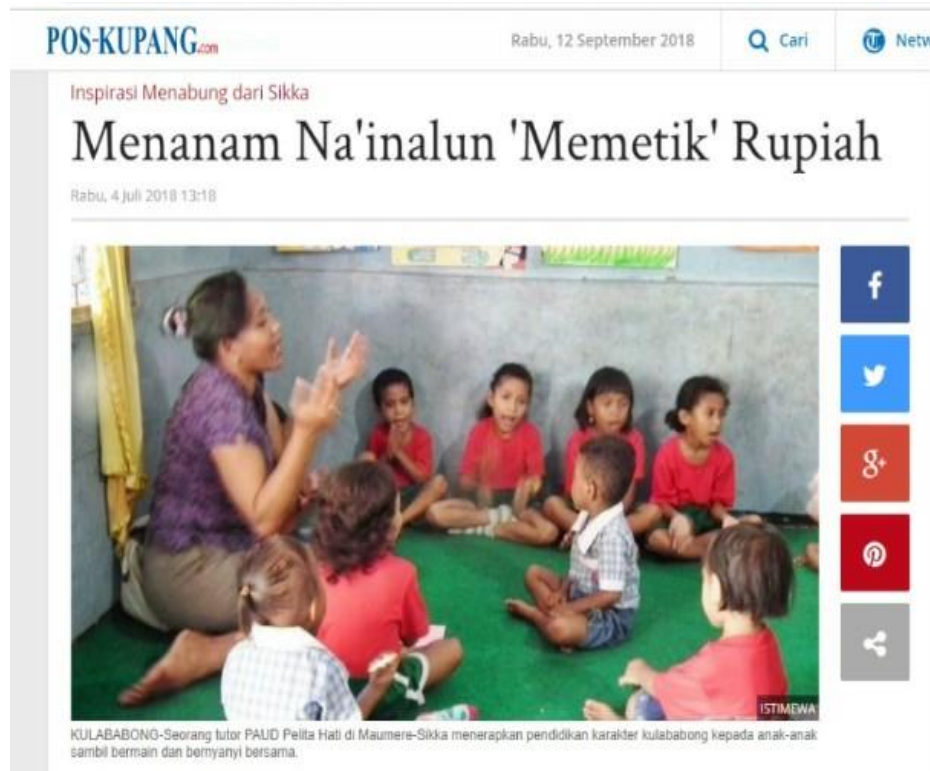 POS-KUPANG.com
Rabu, 12 September 2018
Cari
Netw
Inspirasi Menabung dari Sikka
Menanam Na'inalun 'Memetik' Rupiah
Rabu, 4 Juli 2018 13:18
ISTIMEWA
KULABABONG-Seorang tutor PAUD Pelita Hati di Maumere-Sikka menerapkan pendidikan karakter kulababong kepada anak-anak
sambil bermain dan bernyanyi bersama.